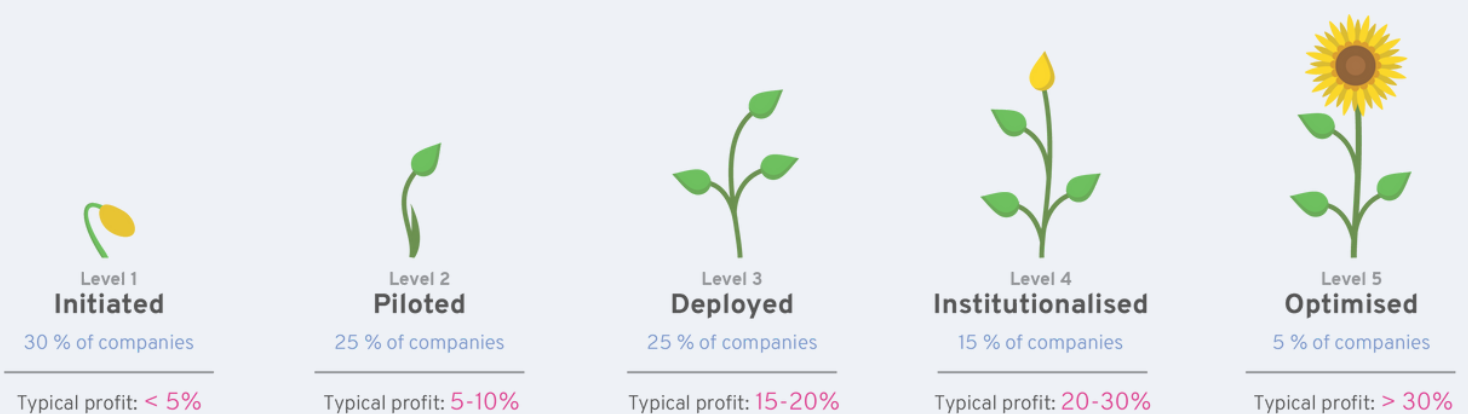 Level 1
Initiated
30 % of companies
Typical profit: < 5%
Level 2
Piloted
25 % of companies
Typical profit: 5-10%
Level 3
Deployed
25 % of companies
Typical profit: 15-20%
Level 4
Institutionalised
15 % of companies
Typical profit: 20-30%
Level 5
Optimised
5 % of companies
Typical profit: > 30%